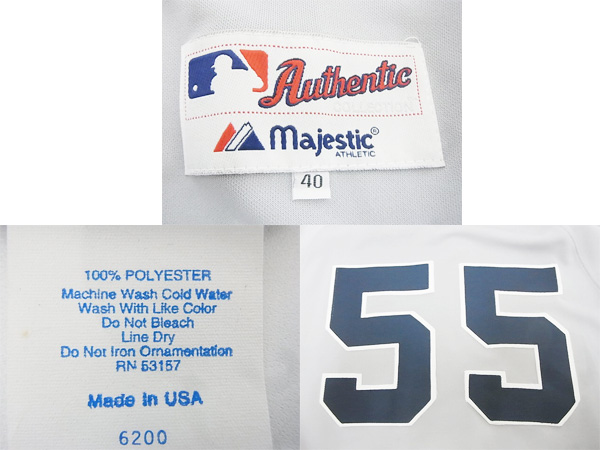 Authentic
COLLECTION
Majestic®
ATHLETIC
40
100% POLYESTER
Machine Wash Cold Water
Wash With Like Color
Do Not Bleach
Line Dry
Do Not Iron Ornamentation
RN 53157
Made In USA
6200
55